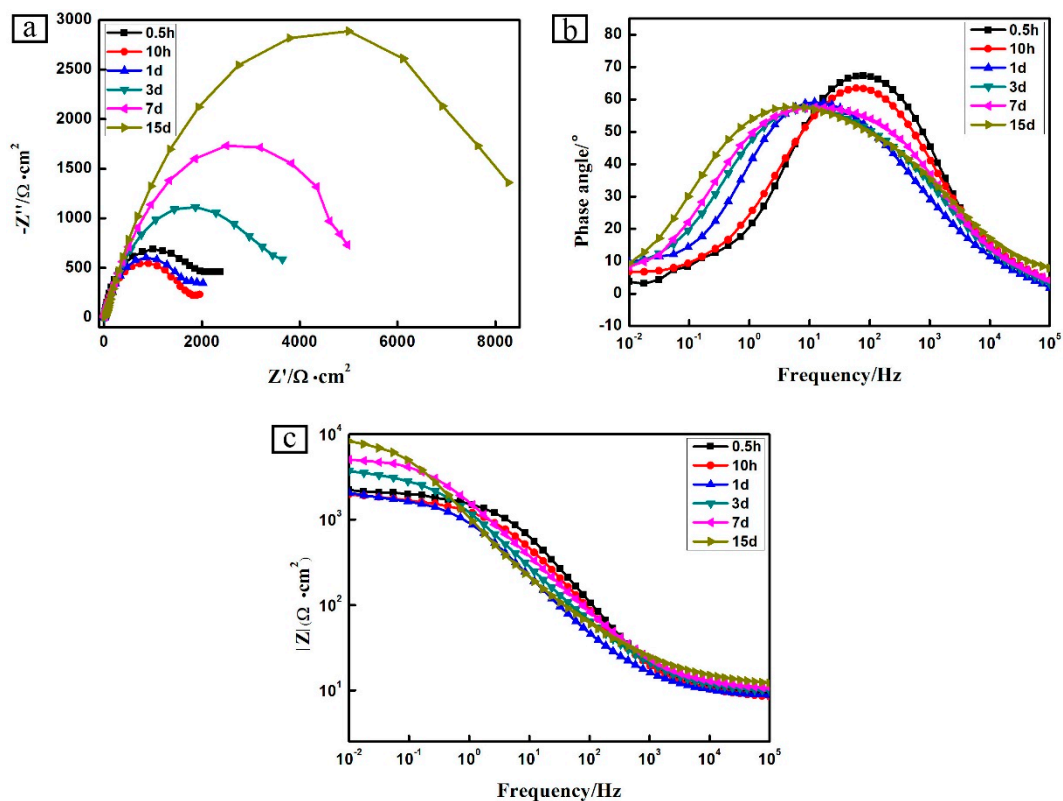 a
-Z''/Ω·cm²
3000
2500
2000
1500
1000
500
0
0.5h
10h
1d
3d
7d
15d
0 2000 4000 6000 8000
Z'/Ω·cm²
b
Phase angle/°
80
70
60
50
40
30
20
10
0
-10
0.5h
10h
1d
3d
7d
15d
10⁻² 10⁻¹ 10⁰ 10¹ 10² 10³ 10⁴ 10⁵
Frequency/Hz
c
|Z|(Ω·cm²)
10⁴
10³
10²
10¹
0.5h
10h
1d
3d
7d
15d
10⁻² 10⁻¹ 10⁰ 10¹ 10² 10³ 10⁴ 10⁵
Frequency/Hz